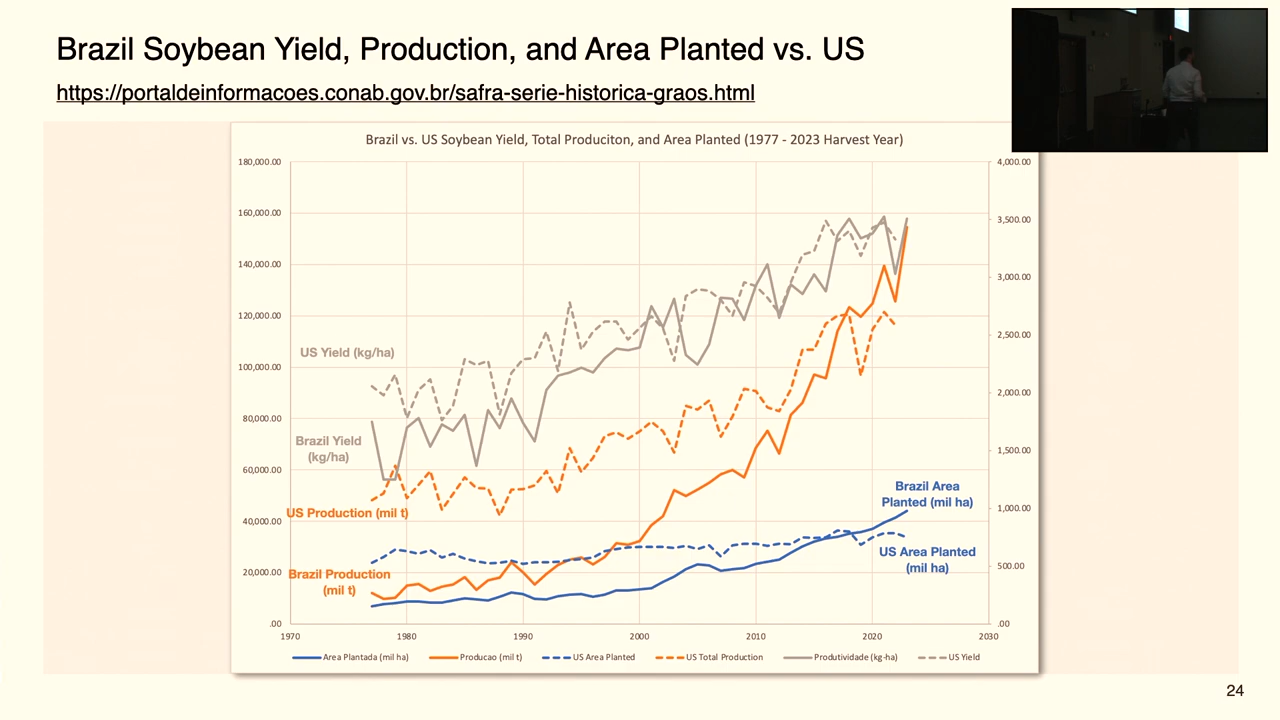 Brazil Soybean Yield, Production, and Area Planted vs. US
https://portaldeinformacoes.conab.gov.br/safra-serie-historica-graos.html
Brazil vs. US Soybean Yield, Total Produciton, and Area Planted (1977 - 2023 Harvest Year)
180,000.00
4,000.00
160,000.00
3,500.00
140,000.00
3,000.00
120,000.00
2,500.00
US Yield (kg/ha)
100,000.00
2,000.00
80,000.00
Brazil Yield
(kg/ha)
1,500.00
60,000.00
Brazil Area
Planted (mil ha)
US Production (mil t)
1,000.00
40,000.00
US Area Planted
(mil ha)
500.00
Brazil Production
(mil t)
20,000.00
.00
.00
1970 1980 1990 2000 2010 2020 2030
Area Plantada (mil ha) Producao (mil t) US Area Planted US Total Production Produtividade (kg-ha) US Yield
24